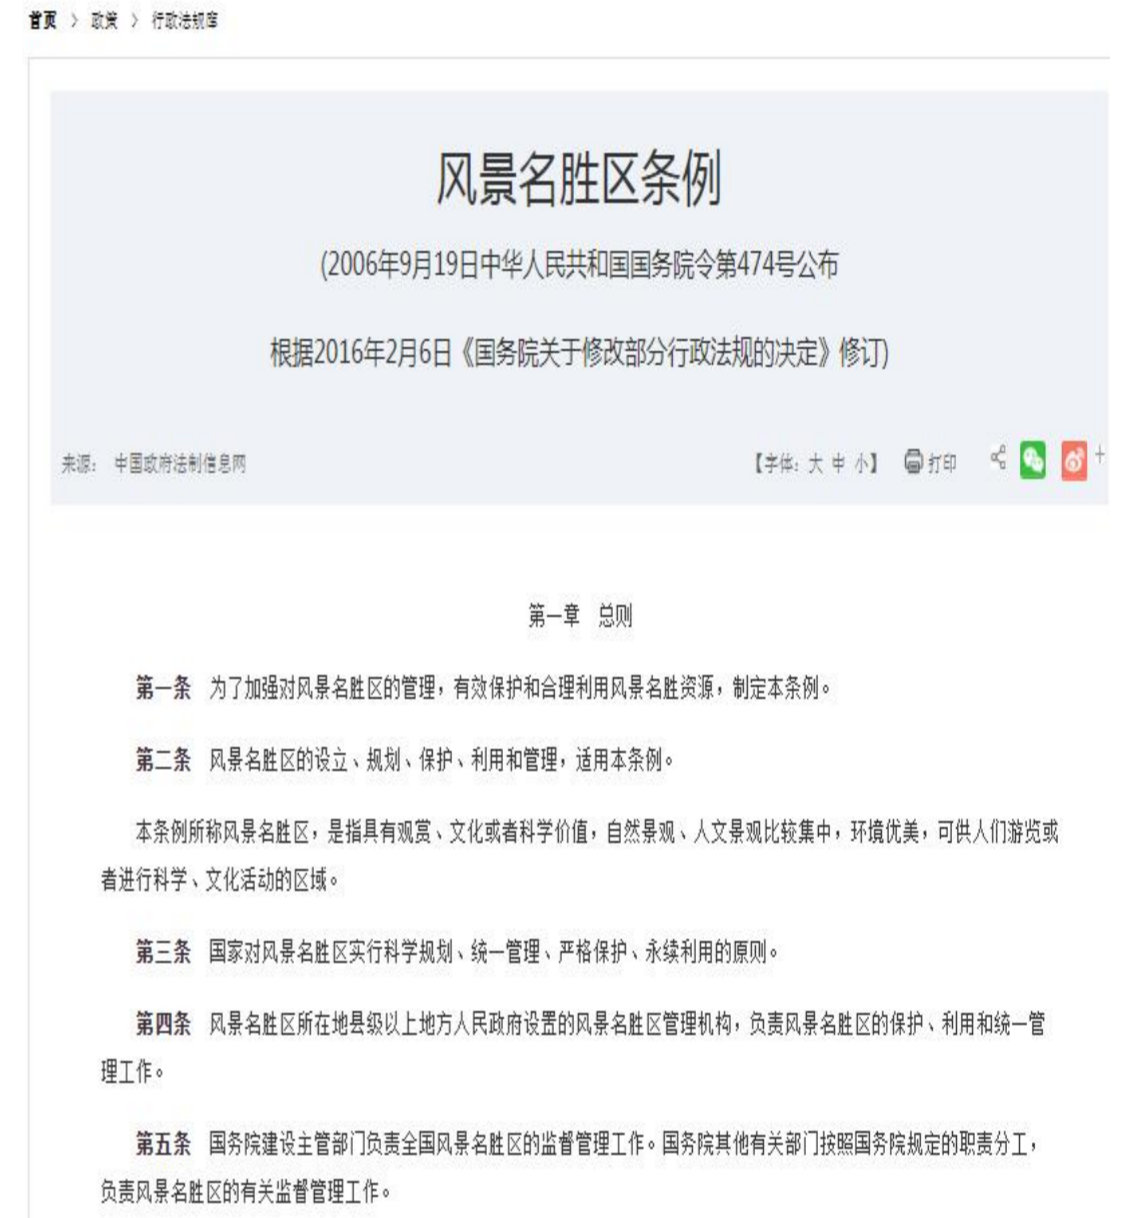 首页 > 政策 > 行政法规库
风景名胜区条例
(2006年9月19日中华人民共和国国务院令第474号公布
根据2016年2月6日《国务院关于修改部分行政法规的决定》修订)
来源： 中国政府法制信息网 【字体：大 中 小】 打印 +
第一章 总则
第一条 为了加强对风景名胜区的管理，有效保护和合理利用风景名胜资源，制定本条例。
第二条 风景名胜区的设立、规划、保护、利用和管理，适用本条例。
本条例所称风景名胜区，是指具有观赏、文化或者科学价值，自然景观、人文景观比较集中，环境优美，可供人们游览或
者进行科学、文化活动的区域。
第三条 国家对风景名胜区实行科学规划、统一管理、严格保护、永续利用的原则。
第四条 风景名胜区所在地县级以上地方人民政府设置的风景名胜区管理机构，负责风景名胜区的保护、利用和统一管
理工作。
第五条 国务院建设主管部门负责全国风景名胜区的监督管理工作。国务院其他有关部门按照国务院规定的职责分工，
负责风景名胜区的有关监督管理工作。